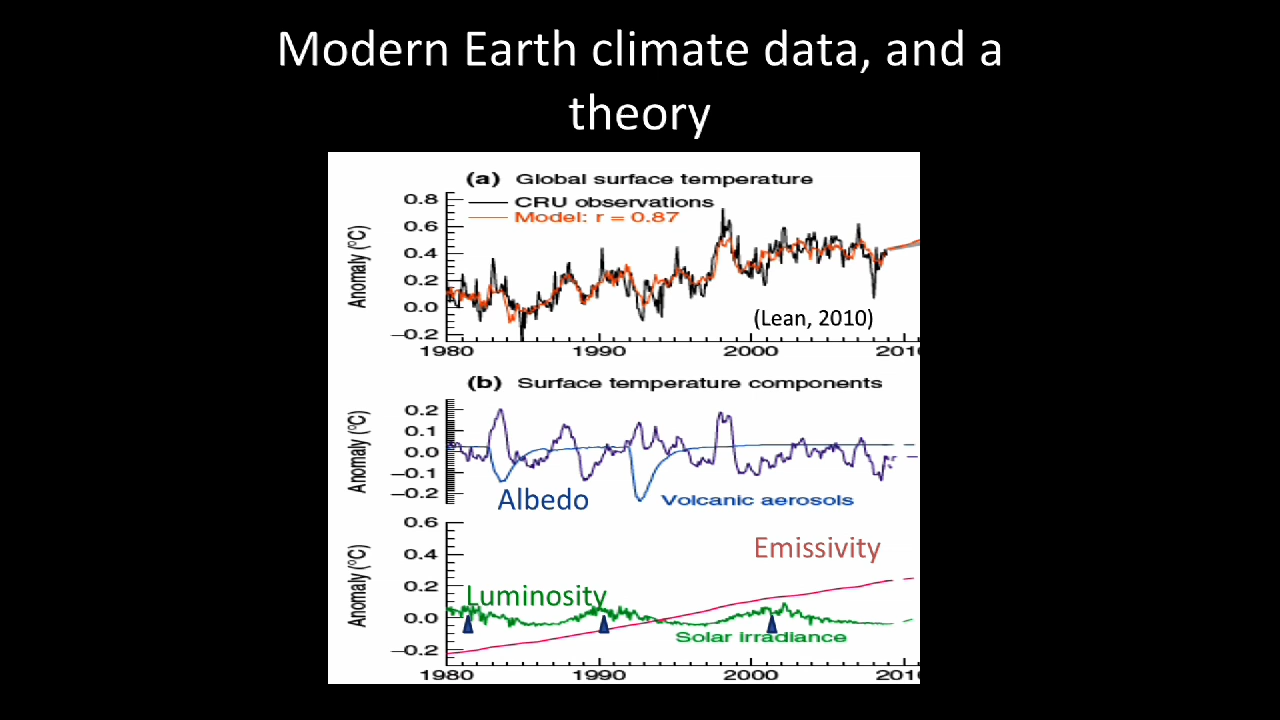 Modern Earth climate data, and a
theory
(a) Global surface temperature
CRU observations
Model: r = 0.87
Anomaly (°C)
0.8
0.6
0.4
0.2
0.0
−0.2
(Lean, 2010)
1980 1990 2000
(b) Surface temperature components
Anomaly (°C)
0.2
0.1
0.0
−0.1
−0.2
Albedo
Volcanic aerosols
Anomaly (°C)
0.6
0.4
0.2
0.0
−0.2
Emissivity
Luminosity
Solar irradiance
1980 1990 2000